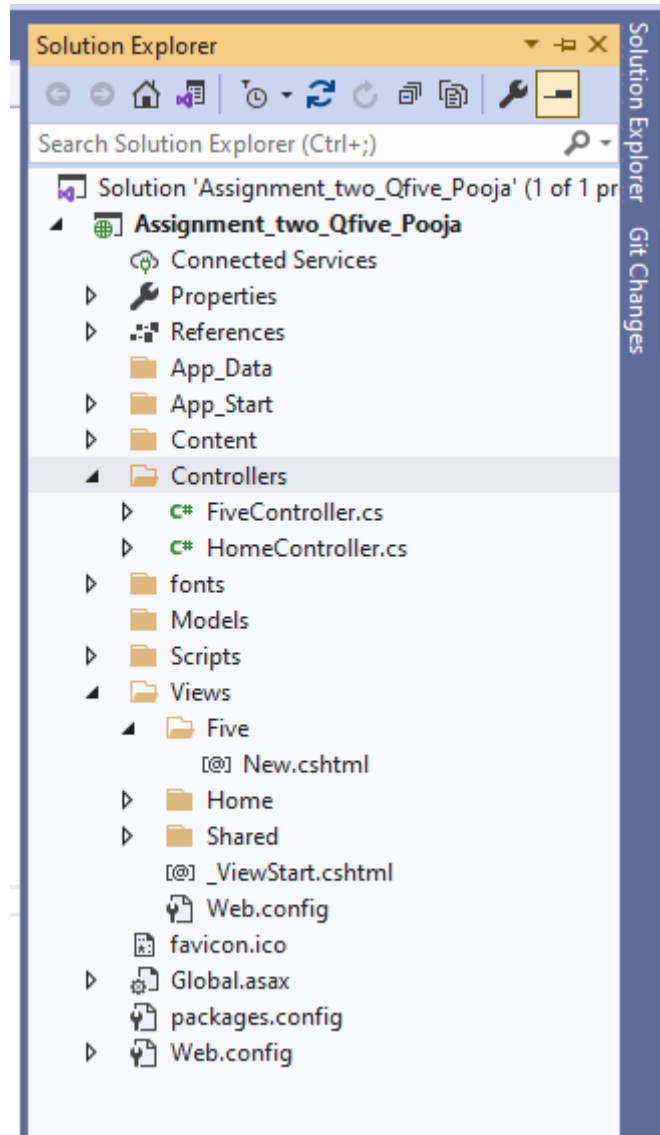 Solution Explorer
Search Solution Explorer (Ctrl+;)
Solution 'Assignment_two_Qfive_Pooja' (1 of 1 pr
Assignment_two_Qfive_Pooja
Connected Services
Properties
References
App_Data
App_Start
Content
Controllers
C# FiveController.cs
C# HomeController.cs
fonts
Models
Scripts
Views
Five
[@] New.cshtml
Home
Shared
[@] _ViewStart.cshtml
Web.config
favicon.ico
Global.asax
packages.config
Web.config
Solution Explorer
Git Changes